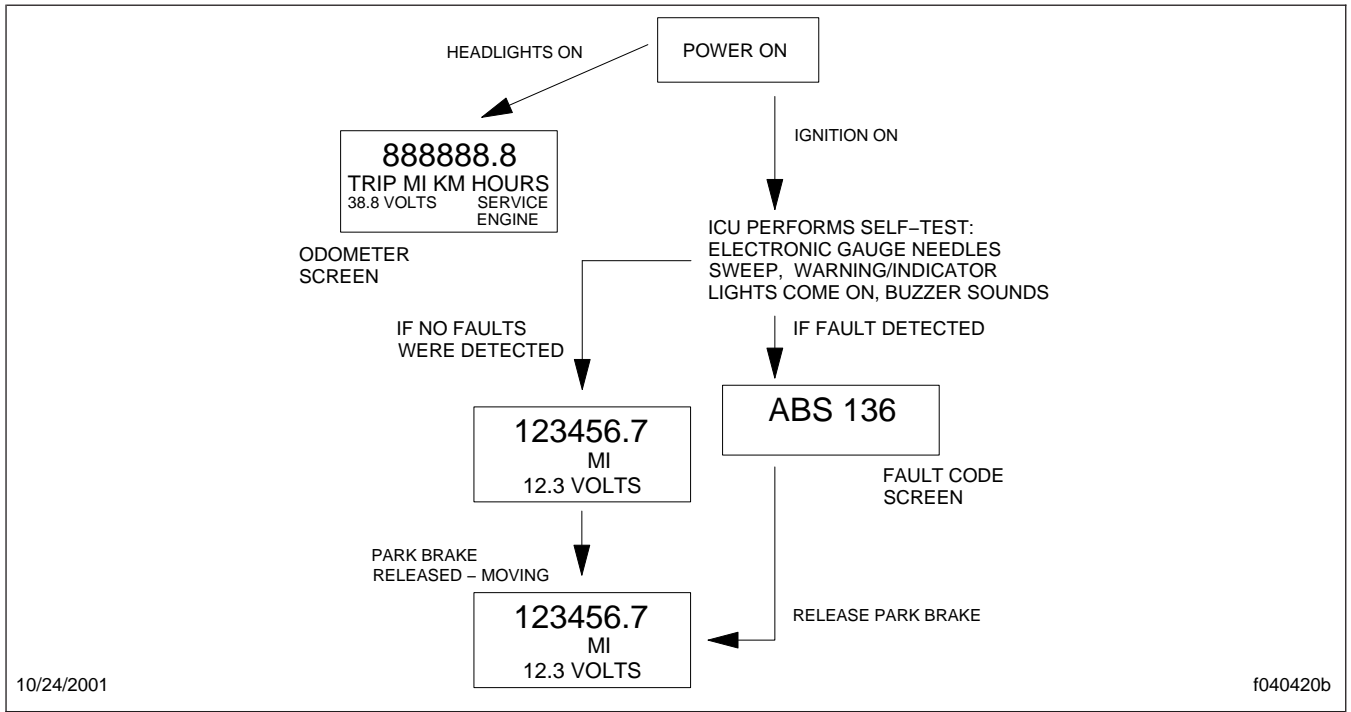 POWER ON
HEADLIGHTS ON
IGNITION ON
888888.8
TRIP MI KM HOURS
38.8 VOLTS SERVICE
ENGINE
ODOMETER
SCREEN
ICU PERFORMS SELF−TEST:
ELECTRONIC GAUGE NEEDLES
SWEEP, WARNING/INDICATOR
LIGHTS COME ON, BUZZER SOUNDS
IF NO FAULTS
WERE DETECTED
IF FAULT DETECTED
123456.7
MI
12.3 VOLTS
ABS 136
FAULT CODE
SCREEN
PARK BRAKE
RELEASED − MOVING
RELEASE PARK BRAKE
123456.7
MI
12.3 VOLTS
10/24/2001
f040420b